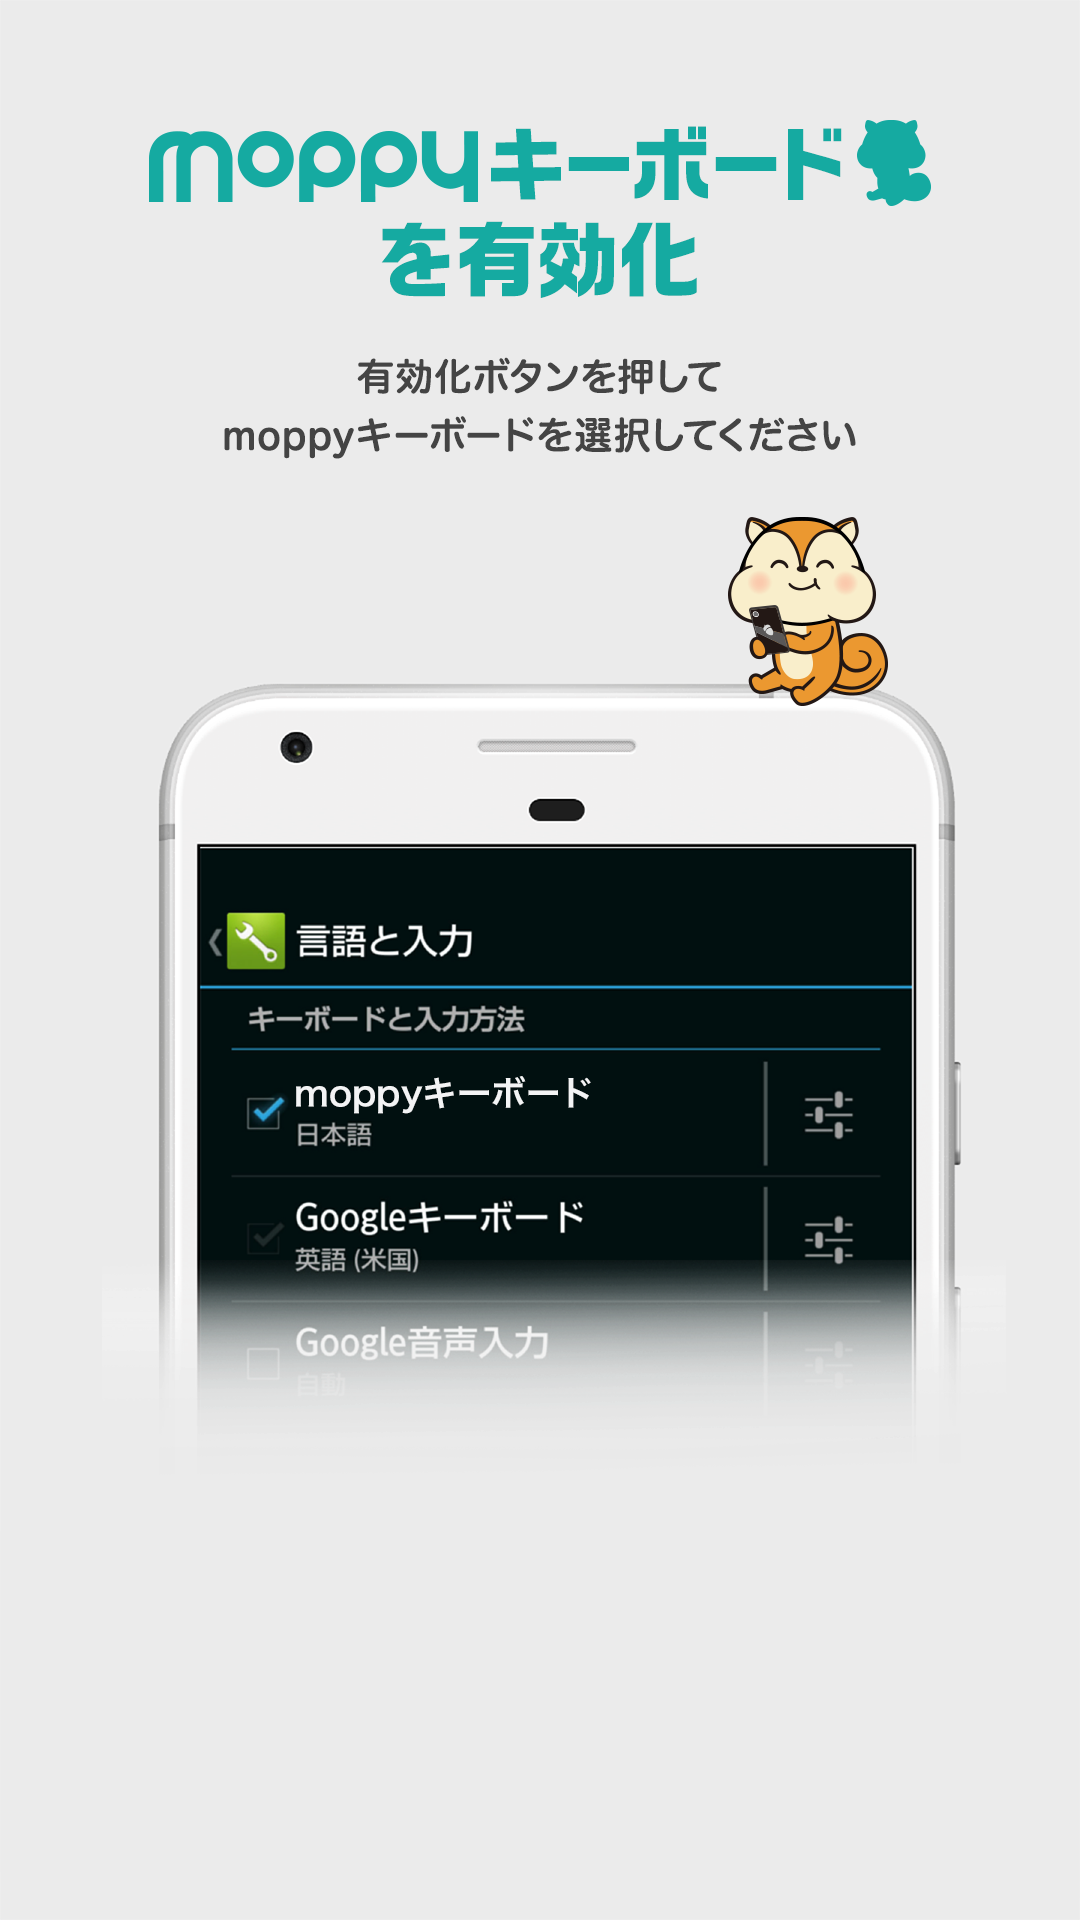 moppyキーボード
を有効化
有効化ボタンを押して
moppyキーボードを選択してください
言語と入力
キーボードと入力方法
moppyキーボード
日本語
Googleキーボード
英語 (米国)
Google音声入力
自動